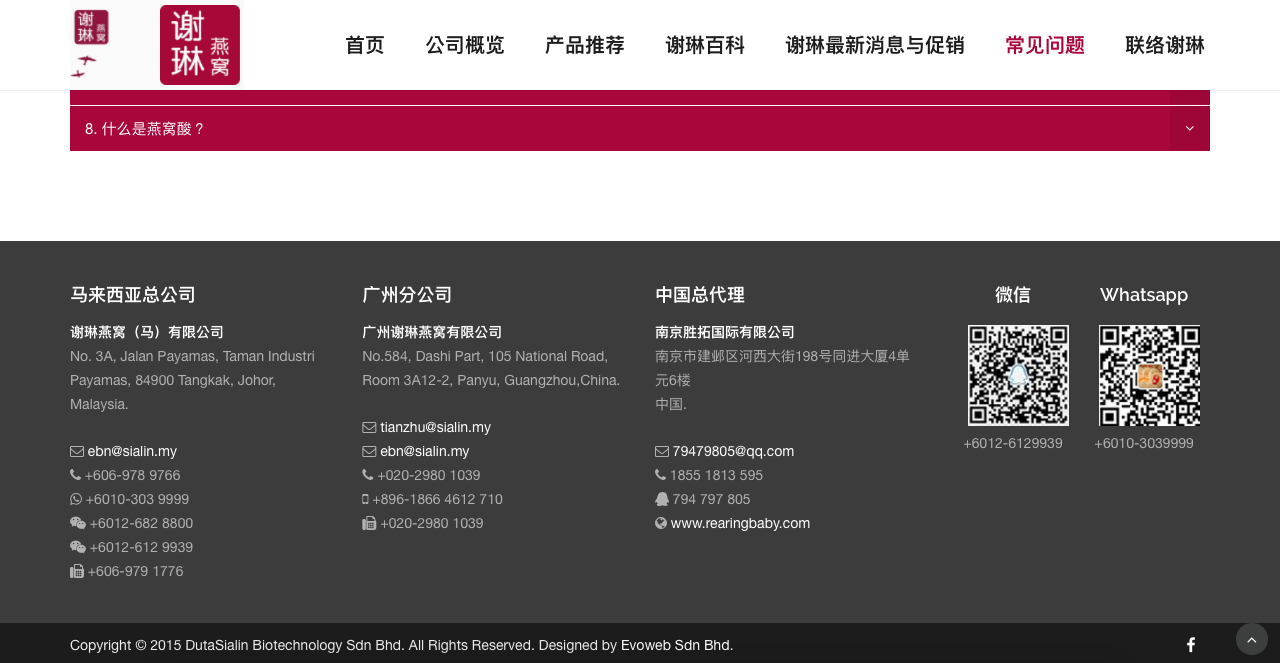 谢琳 燕窝
谢琳 燕窝
首页 公司概览 产品推荐 谢琳百科 谢琳最新消息与促销 常见问题 联络谢琳
8. 什么是燕窝酸？
马来西亚总公司
谢琳燕窝（马）有限公司
No. 3A, Jalan Payamas, Taman Industri
Payamas, 84900 Tangkak, Johor,
Malaysia.
ebn@sialin.my
+606-978 9766
+6010-303 9999
+6012-682 8800
+6012-612 9939
+606-979 1776
广州分公司
广州谢琳燕窝有限公司
No.584, Dashi Part, 105 National Road,
Room 3A12-2, Panyu, Guangzhou,China.
tianzhu@sialin.my
ebn@sialin.my
+020-2980 1039
+896-1866 4612 710
+020-2980 1039
中国总代理
南京胜拓国际有限公司
南京市建邺区河西大街198号同进大厦4单
元6楼
中国.
79479805@qq.com
1855 1813 595
794 797 805
www.rearingbaby.com
微信
+6012-6129939
Whatsapp
+6010-3039999
Copyright © 2015 DutaSialin Biotechnology Sdn Bhd. All Rights Reserved. Designed by Evoweb Sdn Bhd.